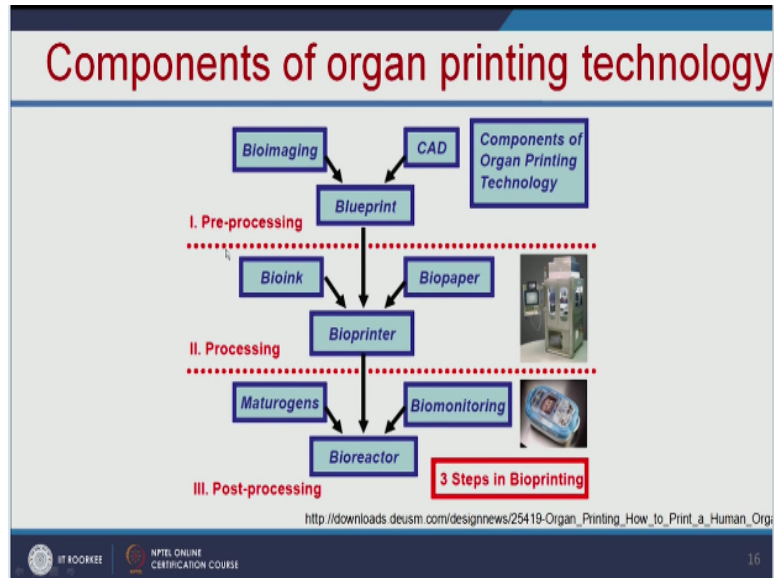 Components of organ printing technology
Bioimaging
CAD
Components of
Organ Printing
Technology
Blueprint
I. Pre-processing
Bioink
Biopaper
Bioprinter
II. Processing
Maturogens
Biomonitoring
Bioreactor
III. Post-processing
3 Steps in Bioprinting
http://downloads.deusm.com/designnews/25419-Organ_Printing_How_to_Print_a_Human_Orga
IIT ROORKEE
NPTEL ONLINE
CERTIFICATION COURSE
16